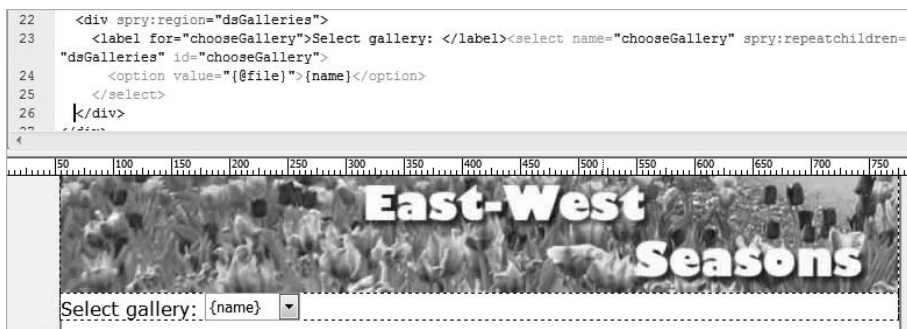 22 <div spry:region="dsGalleries">
23 <label for="chooseGallery">Select gallery: </label><select name="chooseGallery" spry:repeatchildren=
"dsGalleries" id="chooseGallery">
24 <option value="{@file}">{name}</option>
25 </select>
26 </div>
27 </div>
50 100 150 200 250 300 350 400 450 500 550 600 650 700 750
East-West
Seasons
Select gallery: {name}